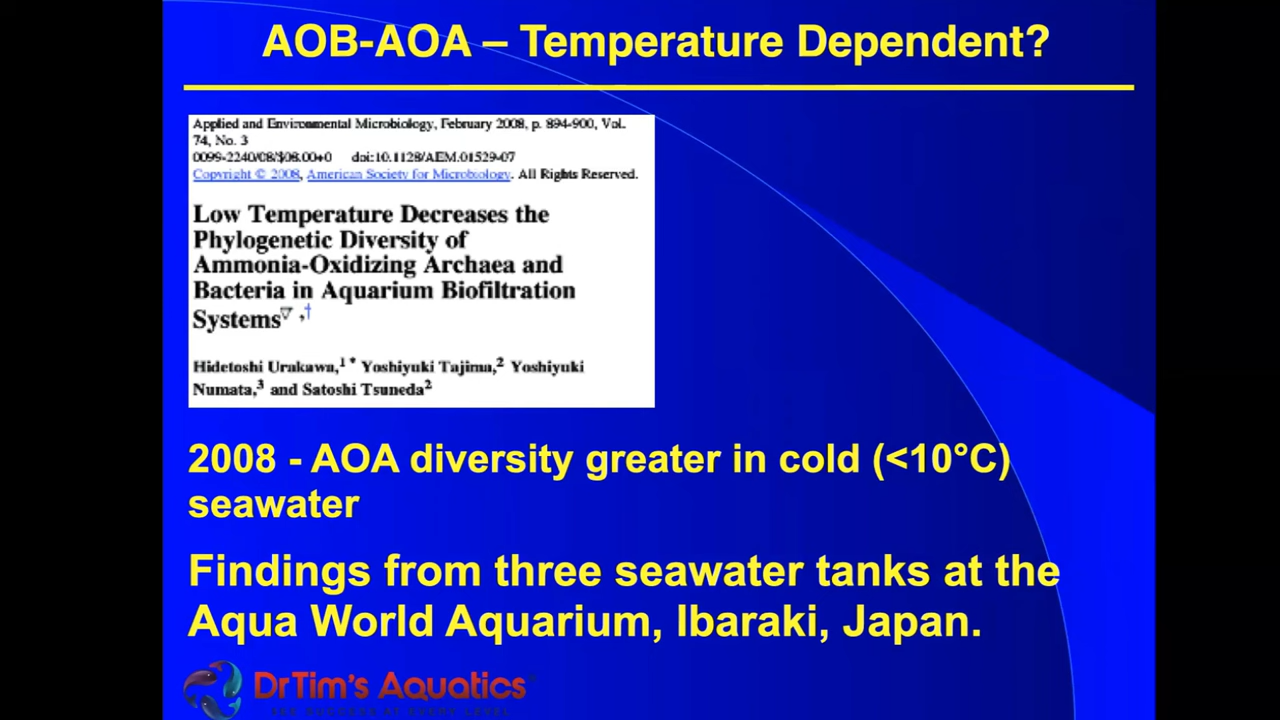 AOB-AOA – Temperature Dependent?
Applied and Environmental Microbiology, February 2008, p. 894-900, Vol.
74, No. 3
0099-2240/08/$08.00+0 doi:10.1128/AEM.01529-07
Copyright © 2008, American Society for Microbiology. All Rights Reserved.
Low Temperature Decreases the
Phylogenetic Diversity of
Ammonia-Oxidizing Archaea and
Bacteria in Aquarium Biofiltration
Systems▽ ,†
Hidetoshi Urakawa,1 * Yoshiyuki Tajima,2 Yoshiyuki
Numata,3 and Satoshi Tsuneda2
2008 - AOA diversity greater in cold (<10°C)
seawater
Findings from three seawater tanks at the
Aqua World Aquarium, Ibaraki, Japan.
DrTim's Aquatics